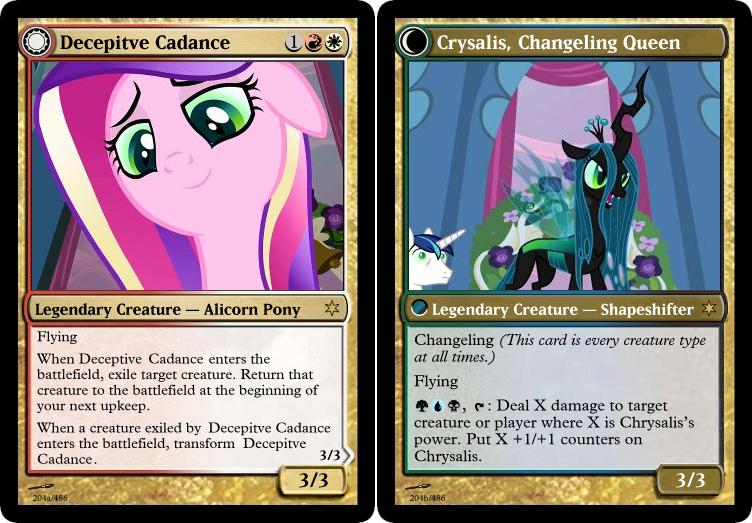 Decepitve Cadance
1
Legendary Creature — Alicorn Pony
Flying
When Deceptive Cadance enters the
battlefield, exile target creature. Return that
creature to the battlefield at the beginning of
your next upkeep.
When a creature exiled by Decepitve Cadance
enters the battlefield, transform Decepitve
Cadance.
3/3
3/3
204a/486
Crysalis, Changeling Queen
Legendary Creature — Shapeshifter
Changeling (This card is every creature type
at all times.)
Flying
, : Deal X damage to target
creature or player where X is Chrysalis's
power. Put X +1/+1 counters on
Chrysalis.
3/3
204b/486